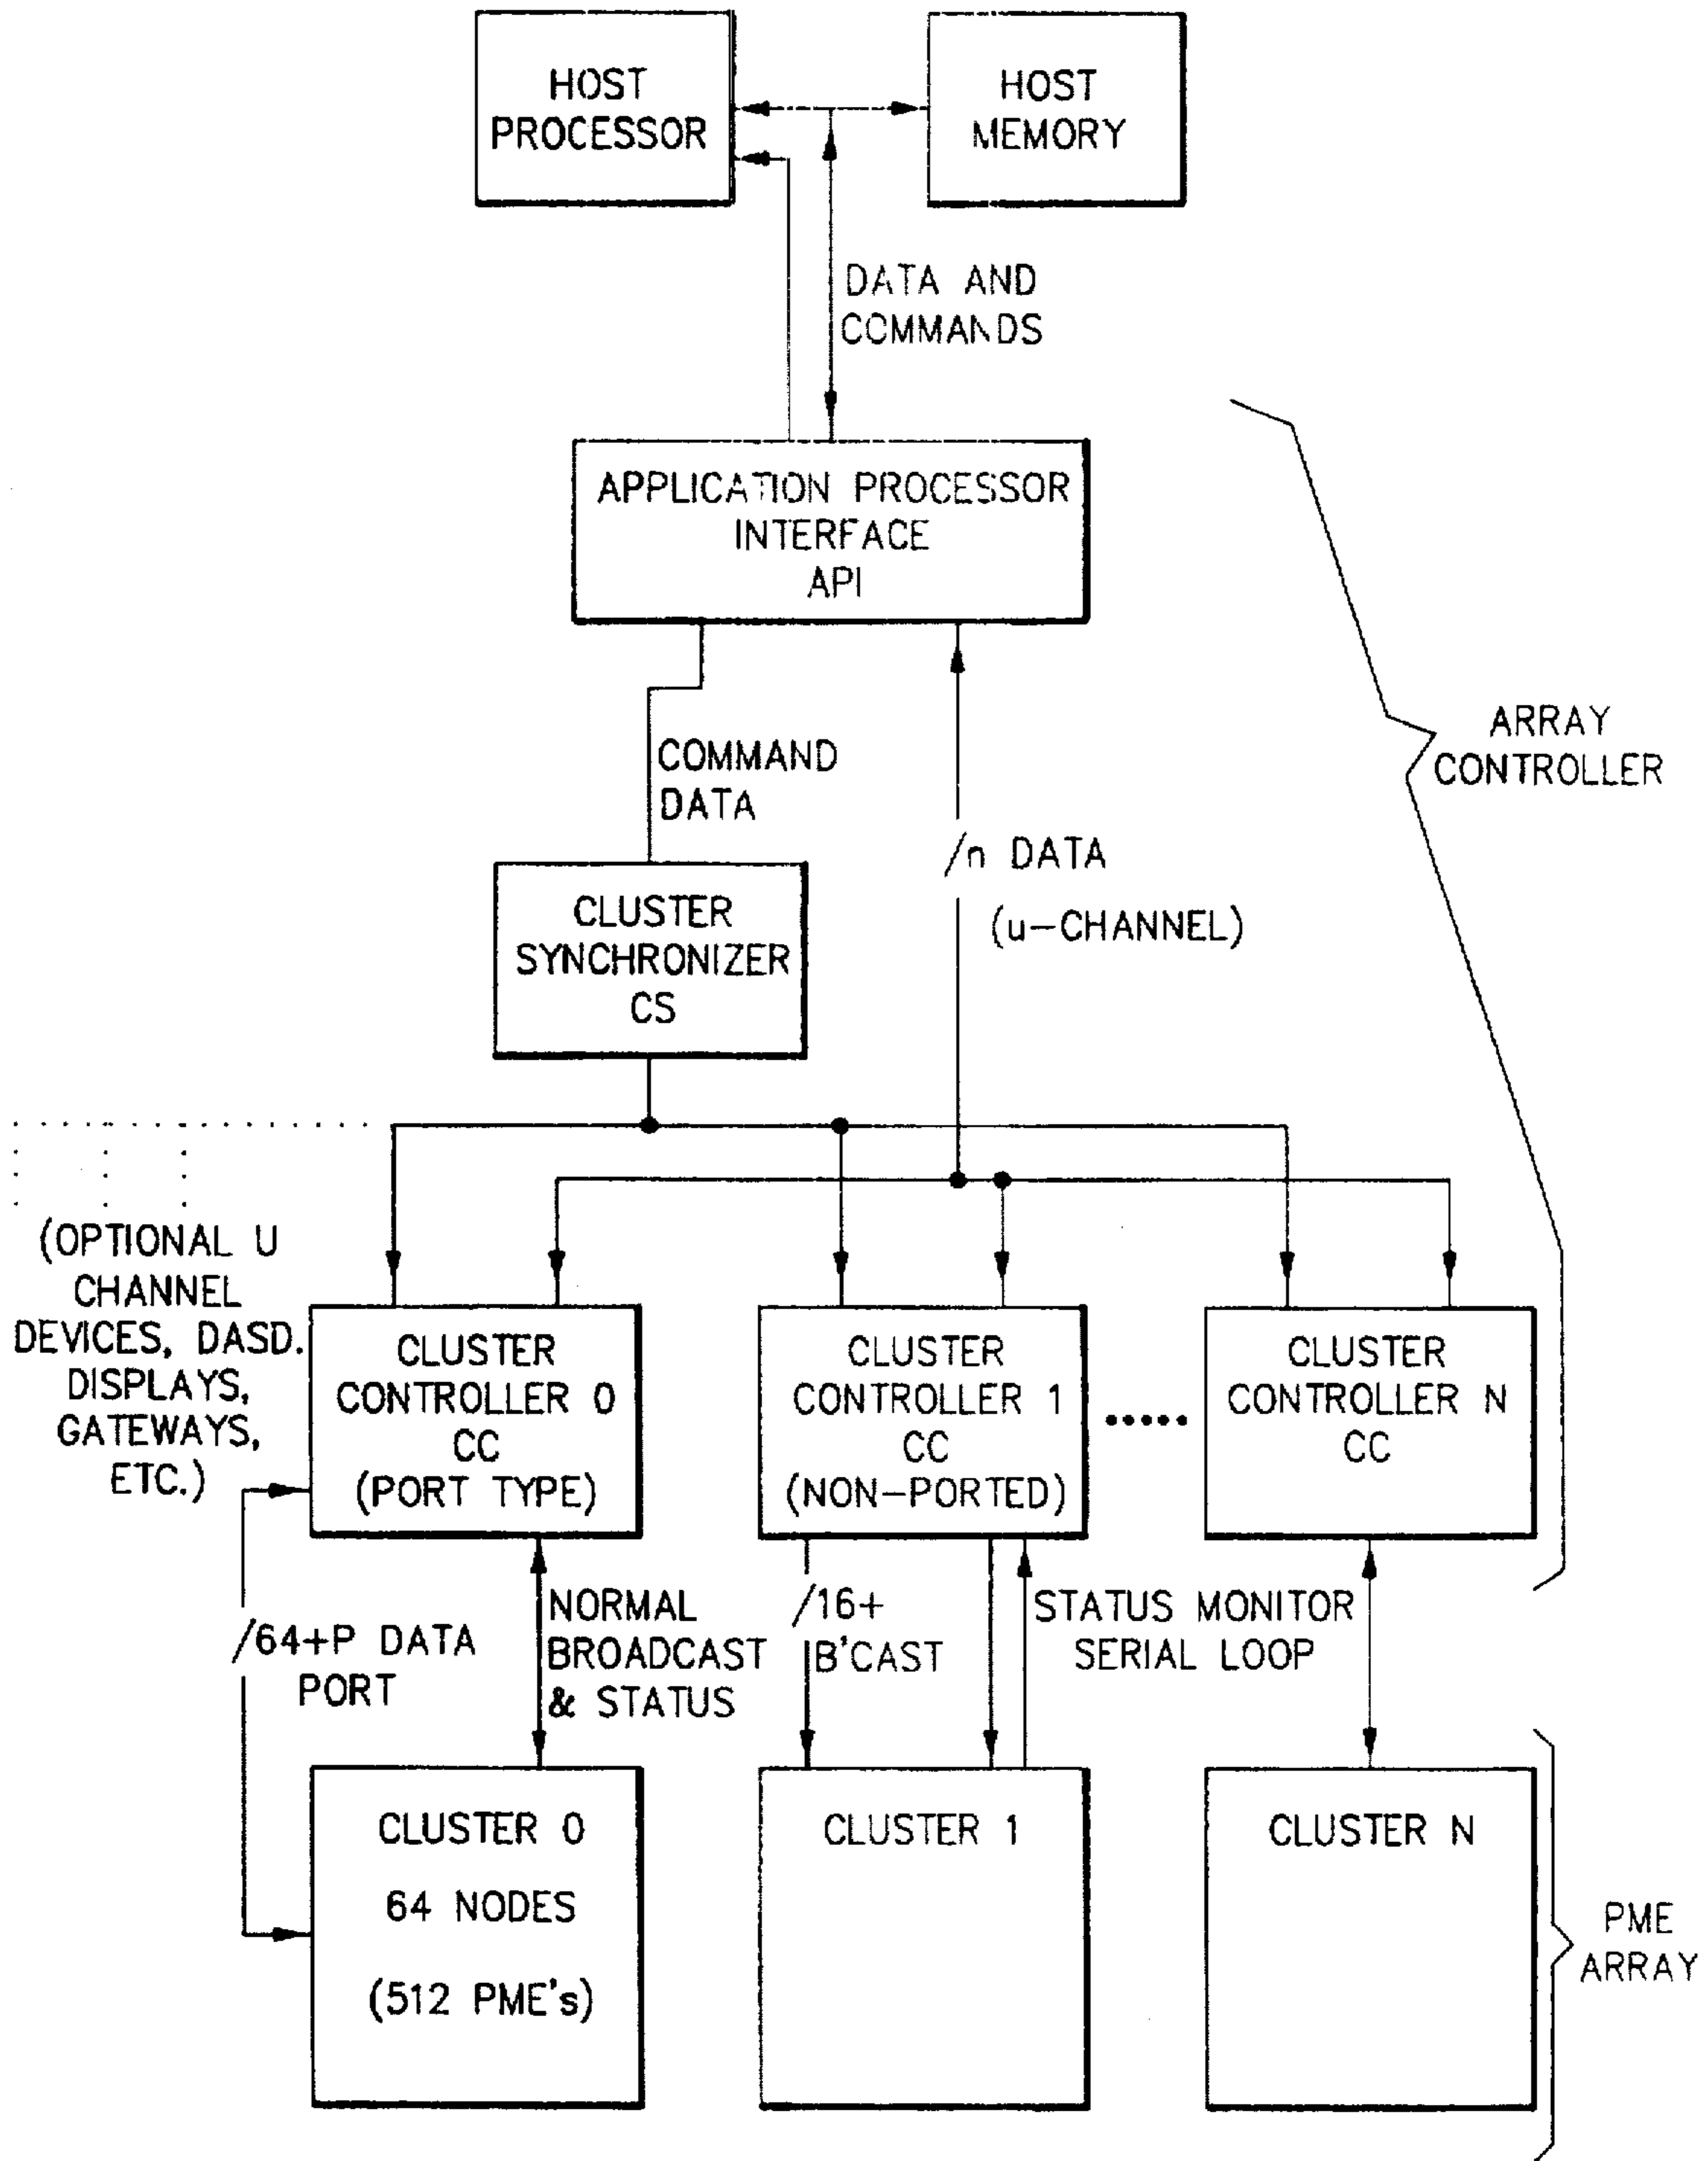 HOST
PROCESSOR
HOST
MEMORY
DATA AND
COMMANDS
APPLICATION PROCESSOR
INTERFACE
API
ARRAY
CONTROLLER
COMMAND
DATA
/n DATA
(u-CHANNEL)
CLUSTER
SYNCHRONIZER
CS
(OPTIONAL U
CHANNEL
DEVICES, DASD.
DISPLAYS,
GATEWAYS,
ETC.)
CLUSTER
CONTROLLER 0
CC
(PORT TYPE)
CLUSTER
CONTROLLER 1
CC
(NON-PORTED)
CLUSTER
CONTROLLER N
CC
/64+P DATA
PORT
NORMAL
BROADCAST
& STATUS
/16+
B'CAST
STATUS MONITOR
SERIAL LOOP
CLUSTER 0
64 NODES
(512 PME's)
CLUSTER 1
CLUSTER N
PME
ARRAY